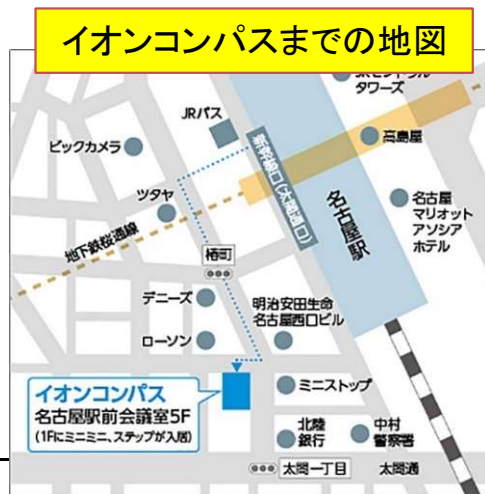 イオンコンパスまでの地図
タワーズ
JRバス
ビックカメラ
高島屋
新幹線口(太閤通口)
名古屋駅
ツタヤ
名古屋
マリオット
アソシア
ホテル
地下鉄桜通線
椿町
デニーズ
明治安田生命
名古屋西口ビル
ローソン
イオンコンパス
名古屋駅前会議室5F
(1Fにミニミニ、ステップが入居)
ミニストップ
北陸
銀行
中村
警察署
太閤一丁目
太閤通